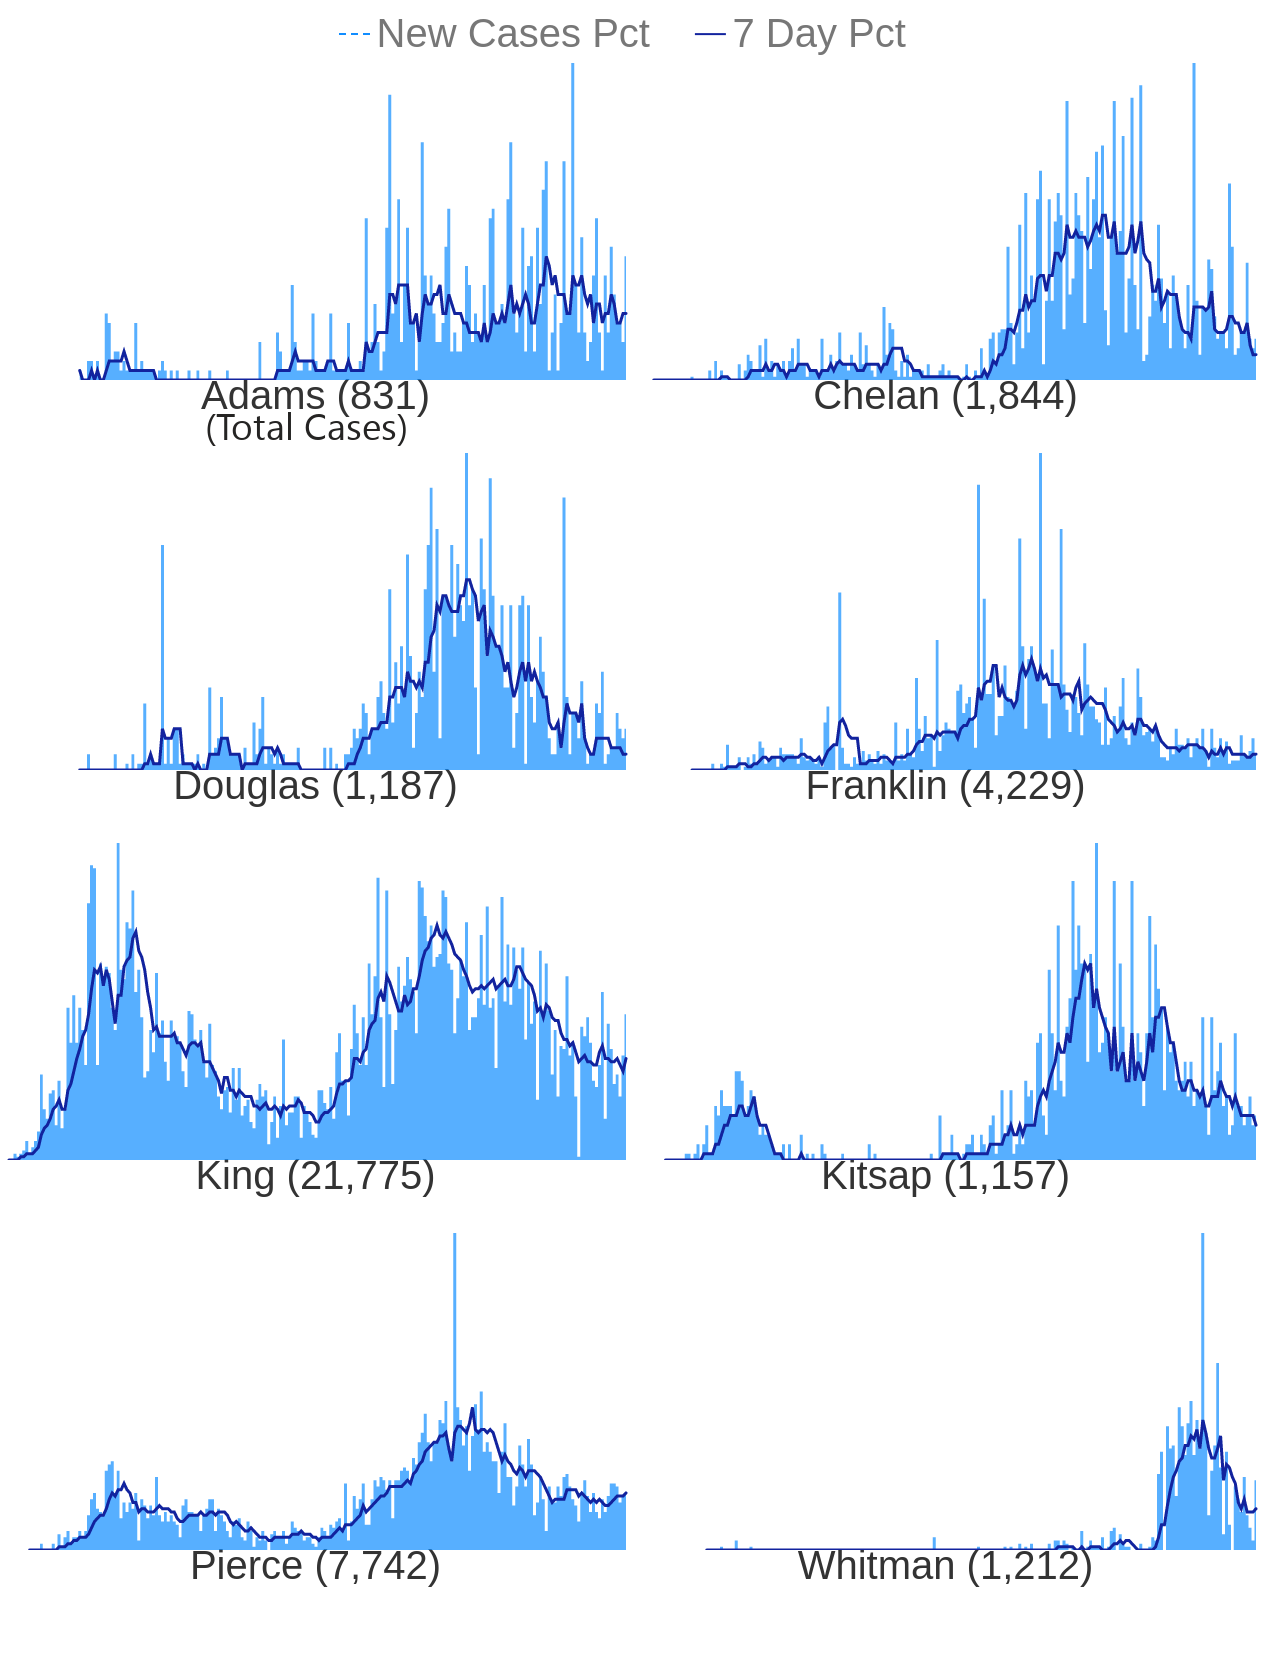 New Cases Pct 7 Day Pct
Adams (831) Chelan (1,844)
(Total Cases)
Douglas (1,187) Franklin (4,229)
King (21,775) Kitsap (1,157)
Pierce (7,742) Whitman (1,212)